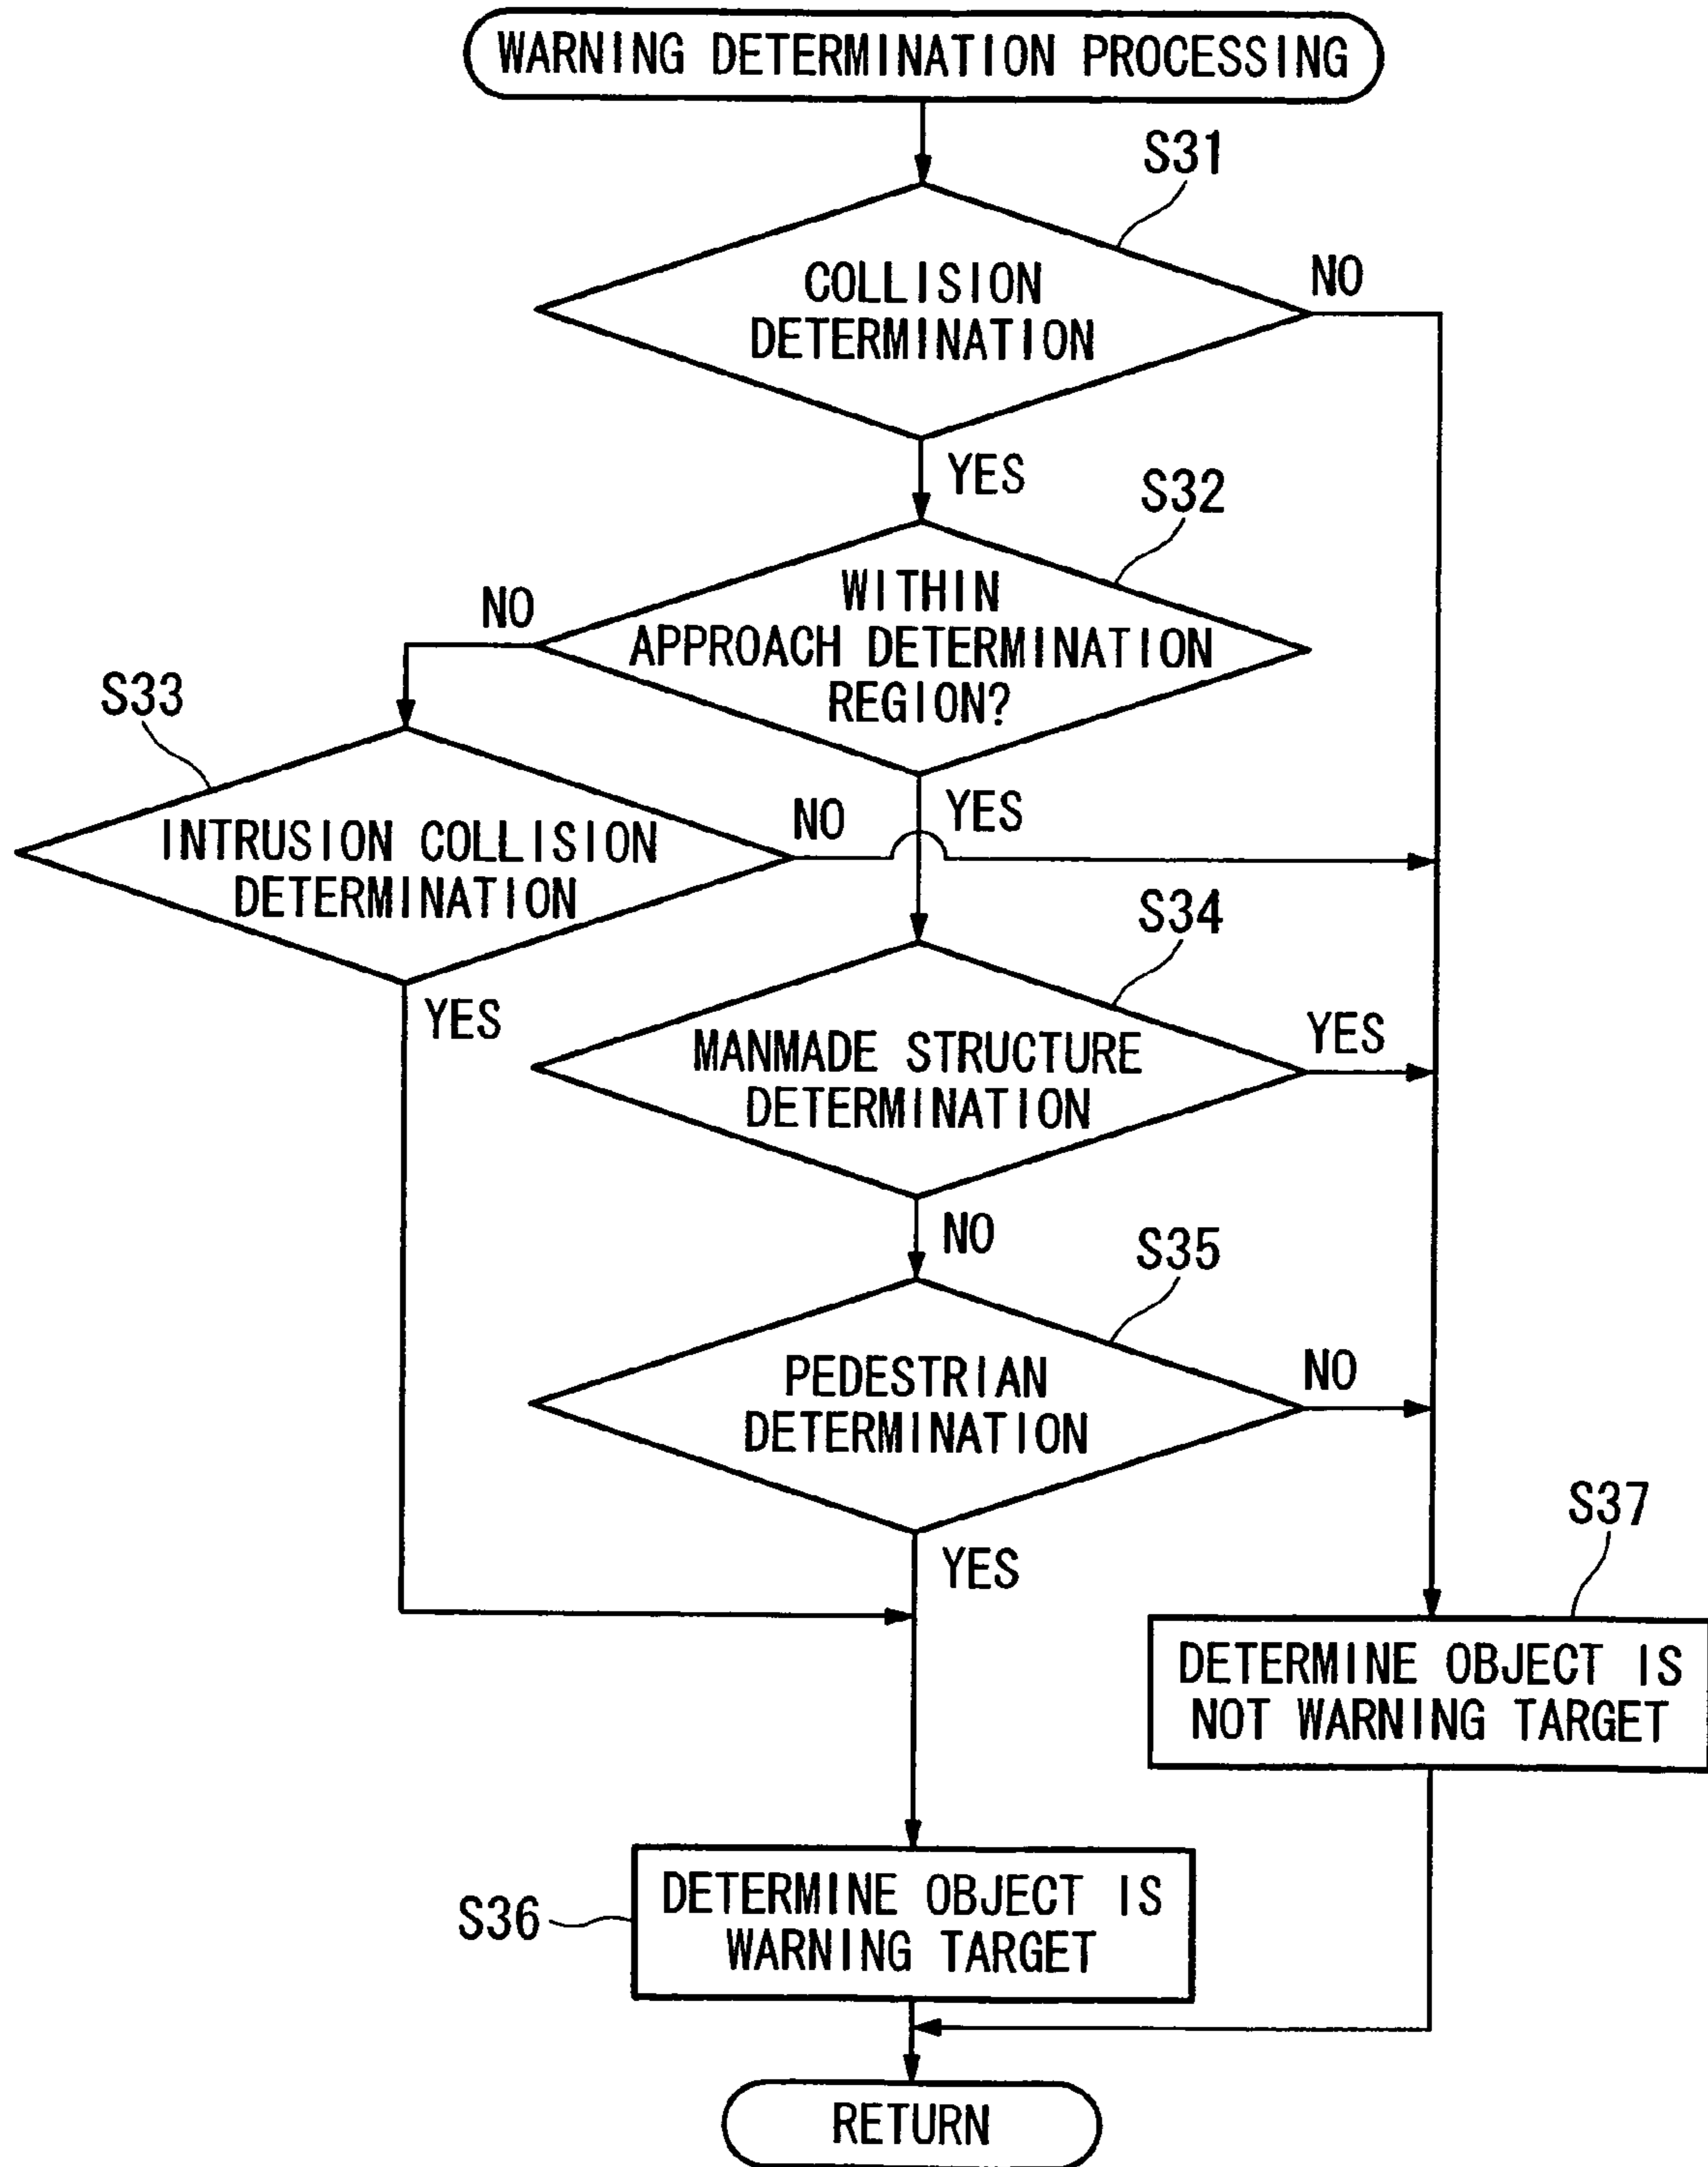 WARNING DETERMINATION PROCESSING
S31
COLLISION
DETERMINATION
NO
YES
S32
WITHIN
APPROACH DETERMINATION
REGION?
NO
YES
S33
INTRUSION COLLISION
DETERMINATION
NO
YES
S34
MANMADE STRUCTURE
DETERMINATION
YES
NO
S35
PEDESTRIAN
DETERMINATION
NO
YES
S37
DETERMINE OBJECT IS
NOT WARNING TARGET
S36
DETERMINE OBJECT IS
WARNING TARGET
RETURN